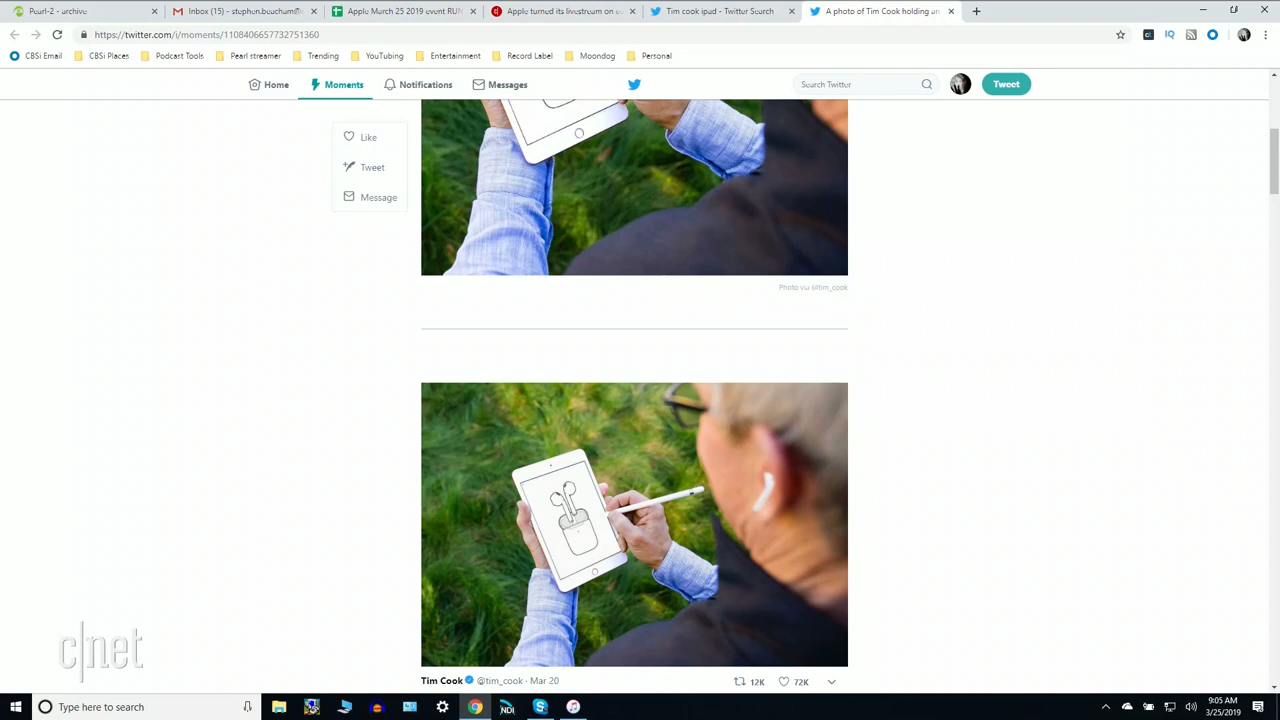 Pearl-2 - archive
Inbox (15) - stephen.beacham@c
Apple March 25 2019 event RUN
Apple turned its livestream on
Tim cook ipad - Twitter Search
A photo of Tim Cook holding an
https://twitter.com/i/moments/1108406657732751360
CBSi Email
CBSi Places
Podcast Tools
Pearl streamer
Trending
YouTubing
Entertainment
Record Label
Moondog
Personal
Home
Moments
Notifications
Messages
Search Twitter
Tweet
Like
Tweet
Message
Photo via @tim_cook
c|net
Tim Cook @tim_cook · Mar 20
12K
72K
Type here to search
NDI
9:05 AM
3/25/2019